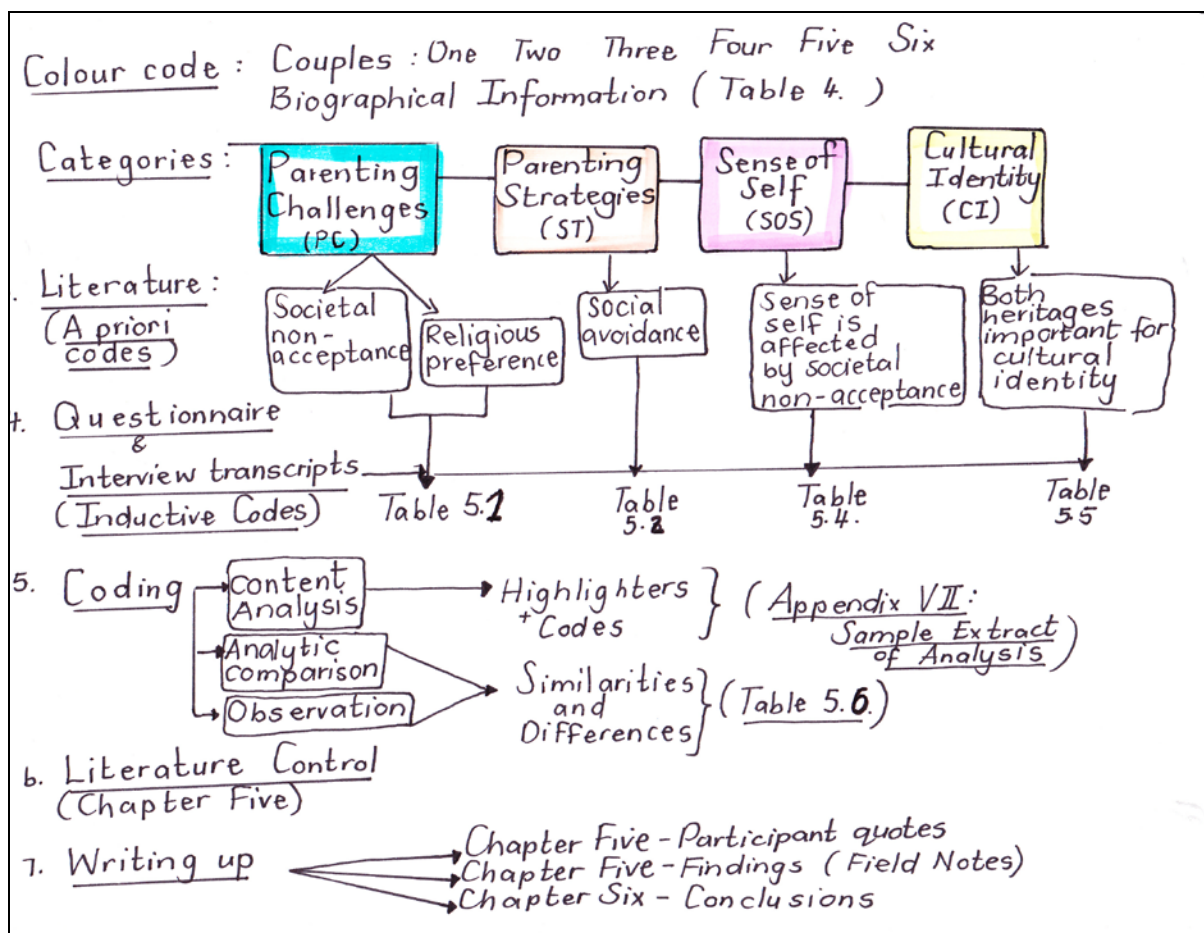 Colour code : Couples : One Two Three Four Five Six
Biographical Information ( Table 4. )
Categories :
Parenting
Challenges
(PC)
Parenting
Strategies
(ST)
Sense of
Self
(SOS)
Cultural
Identity
(CI)
. Literature :
(A priori
codes)
Societal
non-
acceptance
Religious
preference
Social
avoidance
Sense of
self is
affected
by societal
non-acceptance
Both
heritages
important for
cultural
identity
4. Questionnaire
&
Interview transcripts
(Inductive Codes)
Table 5.1
Table
5.2
Table
5.4.
Table
5.5
5. Coding
Content
Analysis
Analytic
comparison
Observation
Highlighters
+ Codes
Similarities
and
Differences
(Appendix VII:
Sample Extract
of Analysis)
(Table 5.6.)
6. Literature Control
(Chapter Five)
7. Writing up
Chapter Five - Participant quotes
Chapter Five - Findings (Field Notes)
Chapter Six - Conclusions